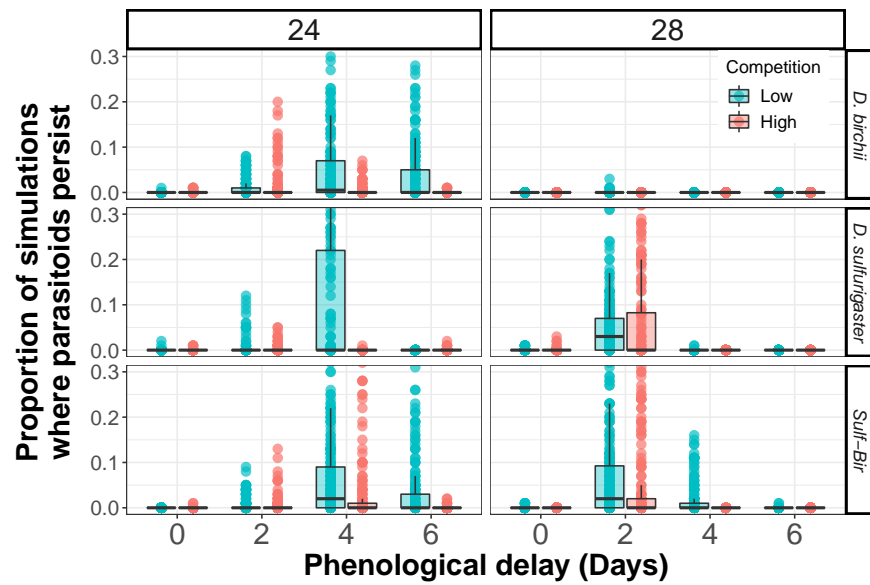 24
28
Proportion of simulations
where parasitoids persist
0.3
0.2
0.1
0.0
Competition
Low
High
D. birchii
0.3
0.2
0.1
0.0
D. sulfurigaster
0.3
0.2
0.1
0.0
Sulf−Bir
0 2 4 6
0 2 4 6
Phenological delay (Days)